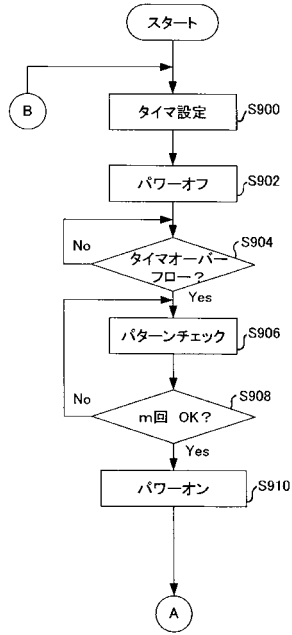 スタート
B
タイマ設定
S900
パワーオフ
S902
S904
No
タイマオーバー
フロー?
Yes
パターンチェック
S906
No
S908
m回 OK?
Yes
パワーオン
S910
A